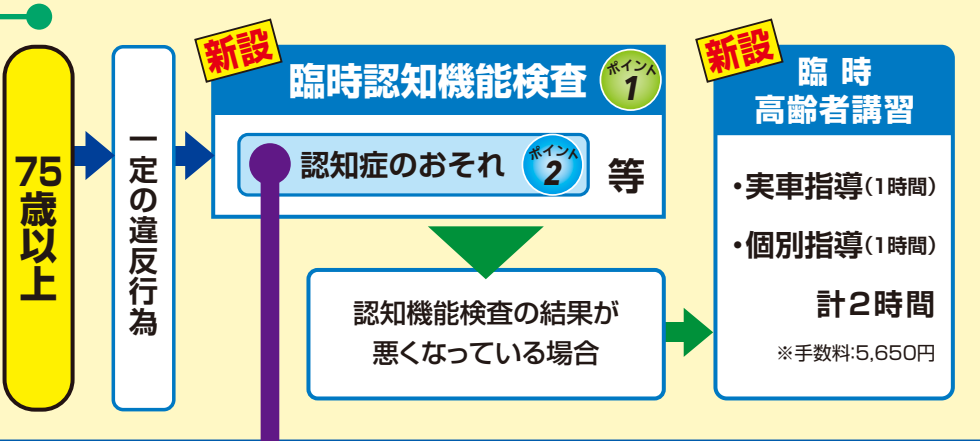 75歳以上
一定の違反行為
新設
臨時認知機能検査
ポイント1
認知症のおそれ
ポイント2
等
認知機能検査の結果が
悪くなっている場合
新設
臨時
高齢者講習
・実車指導(1時間)
・個別指導(1時間)
計2時間
※手数料:5,650円